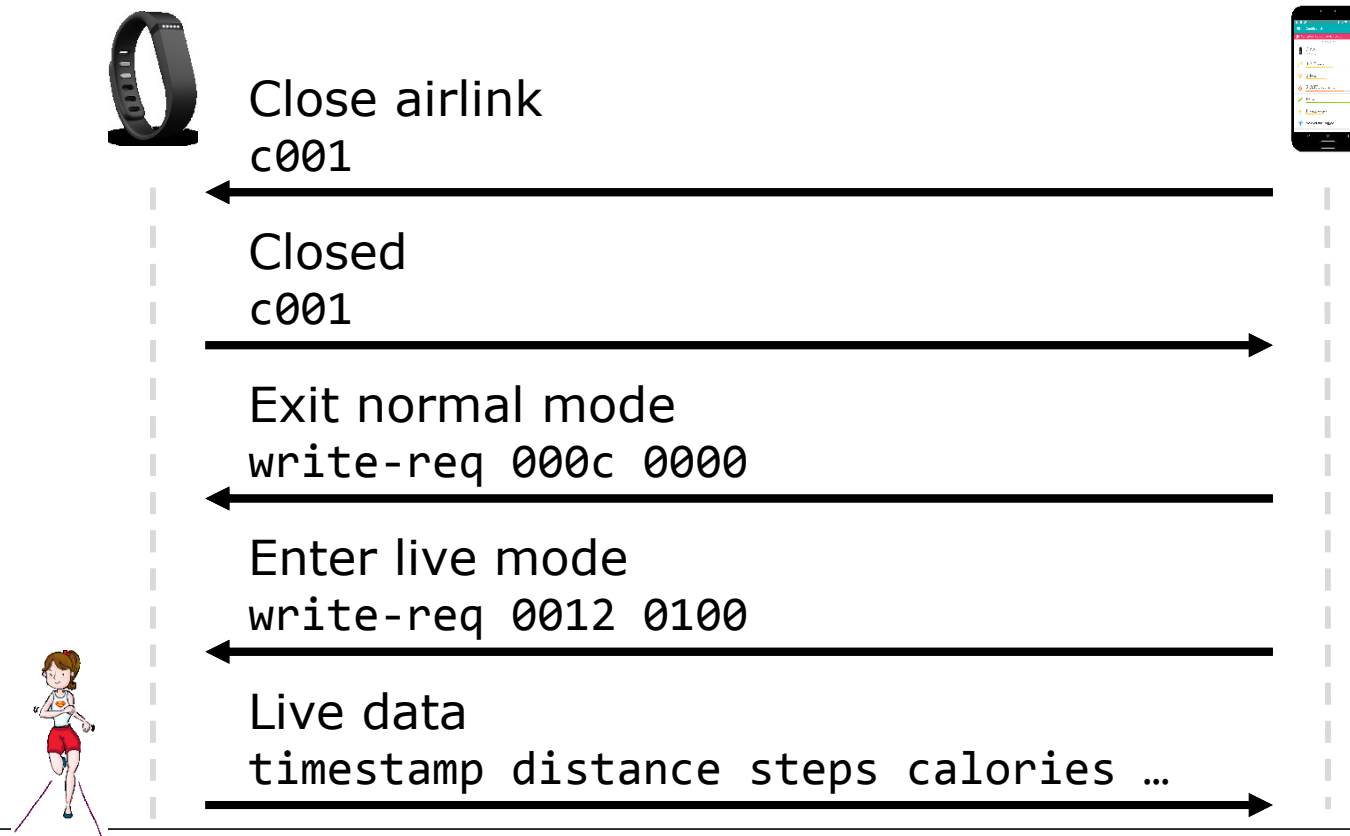 Close airlink
c001
Closed
c001
Exit normal mode
write-req 000c 0000
Enter live mode
write-req 0012 0100
Live data
timestamp distance steps calories …